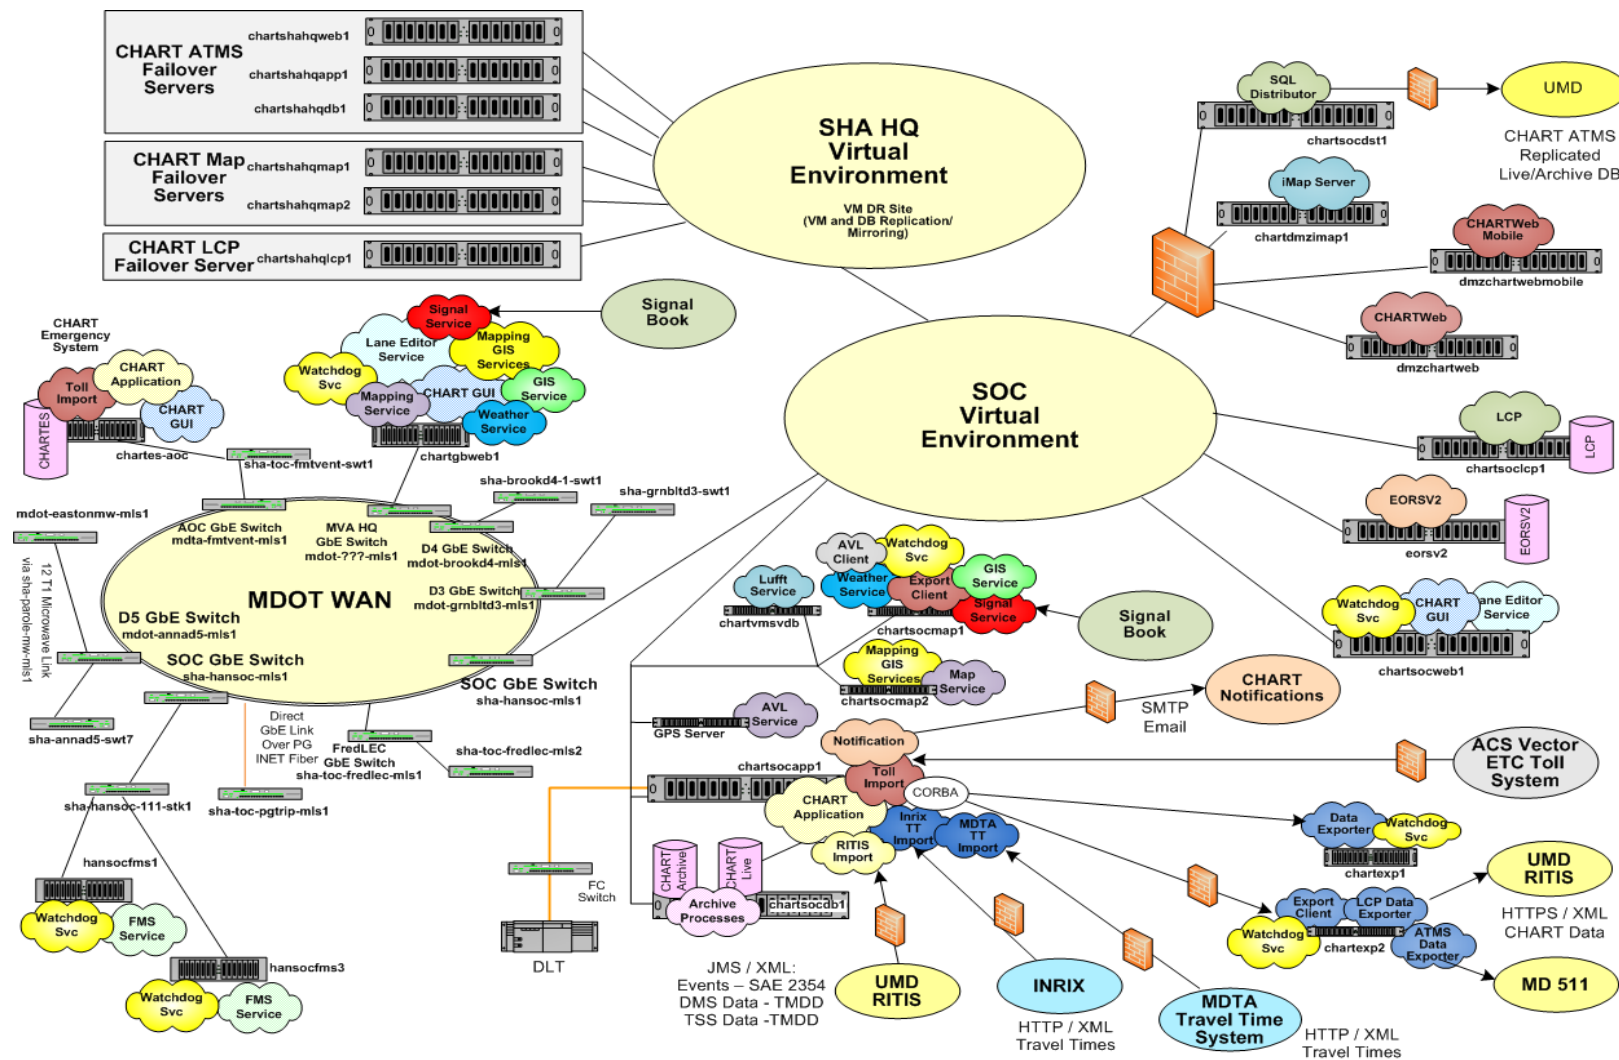 CHART ATMS
Failover
Servers
chartshahqweb1
chartshahqapp1
chartshahqdb1
CHART Map
Failover
Servers
chartshahqmap1
chartshahqmap2
CHART LCP
Failover Server
chartshahqlcp1
SHA HQ
Virtual
Environment
VM DR Site
(VM and DB Replication/
Mirroring)
SQL
Distributor
chartsocdst1
UMD
CHART ATMS
Replicated
Live/Archive DB
iMap Server
chartdmzimap1
CHARTWeb
Mobile
dmzchartwebmobile
CHARTWeb
dmzchartweb
LCP
chartsoclcp1
LCP
EORSV2
eorsv2
EORSV2
Watchdog
Svc
CHART
GUI
ane Editor
Service
chartsocweb1
SOC
Virtual
Environment
Signal
Book
Signal
Service
Lane Editor
Service
Mapping
GIS
Services
Watchdog
Svc
Mapping
Service
CHART GUI
GIS
Service
Weather
Service
chartgbweb1
CHART
Emergency
System
Toll
Import
CHART
Application
CHART
GUI
CHARTES
chartes-aoc
sha-toc-fmtvent-swt1
sha-brookd4-1-swt1
sha-grnbltd3-swt1
mdot-eastonmw-mls1
12 T1 Microwave Link
via sha-parole-mw-mls1
AOC GbE Switch
mdta-fmtvent-mls1
MVA HQ
GbE Switch
mdot-???-mls1
D4 GbE Switch
mdot-brookd4-mls1
D3 GbE Switch
mdot-grnbltd3-mls1
MDOT WAN
D5 GbE Switch
mdot-annad5-mls1
SOC GbE Switch
sha-hansoc-mls1
SOC GbE Switch
sha-hansoc-mls1
sha-annad5-swt7
Direct
GbE Link
Over PG
INET Fiber
FredLEC
GbE Switch
sha-toc-fredlec-mls1
sha-toc-fredlec-mls2
sha-hansoc-111-stk1
sha-toc-pgtrip-mls1
hansocfms1
Watchdog
Svc
FMS
Service
hansocfms3
Watchdog
Svc
FMS
Service
Lufft
Service
chartvmsvdb
AVL
Client
Watchdog
Svc
Weather
Service
Export
Client
GIS
Service
Signal
Service
chartsocmap1
Signal
Book
Mapping
GIS
Services
Map
Service
chartsocmap2
AVL
Service
GPS Server
CHART
Notifications
SMTP
Email
Notification
Toll
Import
chartsocapp1
CORBA
CHART
Application
Inrix
TT
Import
MDTA
TT
Import
RITIS
Import
ACS Vector
ETC Toll
System
Data
Exporter
Watchdog
Svc
chartexp1
Export
Client
LCP Data
Exporter
Watchdog
Svc
chartexp2
ATMS
Data
Exporter
UMD
RITIS
HTTPS / XML
CHART Data
MD 511
FC
Switch
DLT
CHART
Archive
CHART
Live
Archive
Processes
chartsocdb1
JMS / XML:
Events – SAE 2354
DMS Data - TMDD
TSS Data -TMDD
UMD
RITIS
INRIX
HTTP / XML
Travel Times
MDTA
Travel Time
System
HTTP / XML
Travel Times